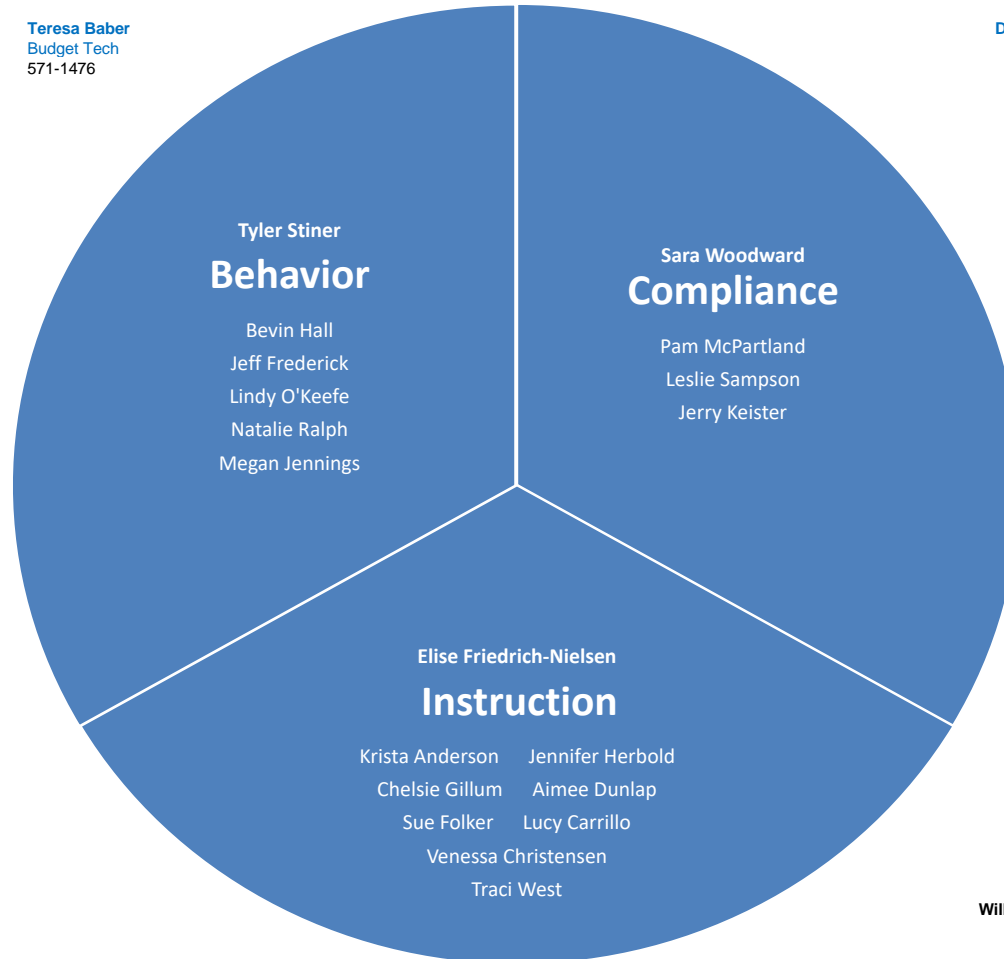 Teresa Baber
Budget Tech
571-1476
Tyler Stiner
Behavior
Bevin Hall
Jeff Frederick
Lindy O'Keefe
Natalie Ralph
Megan Jennings
Sara Woodward
Compliance
Pam McPartland
Leslie Sampson
Jerry Keister
Elise Friedrich-Nielsen
Instruction
Krista Anderson Jennifer Herbold
Chelsie Gillum Aimee Dunlap
Sue Folker Lucy Carrillo
Venessa Christensen
Traci West